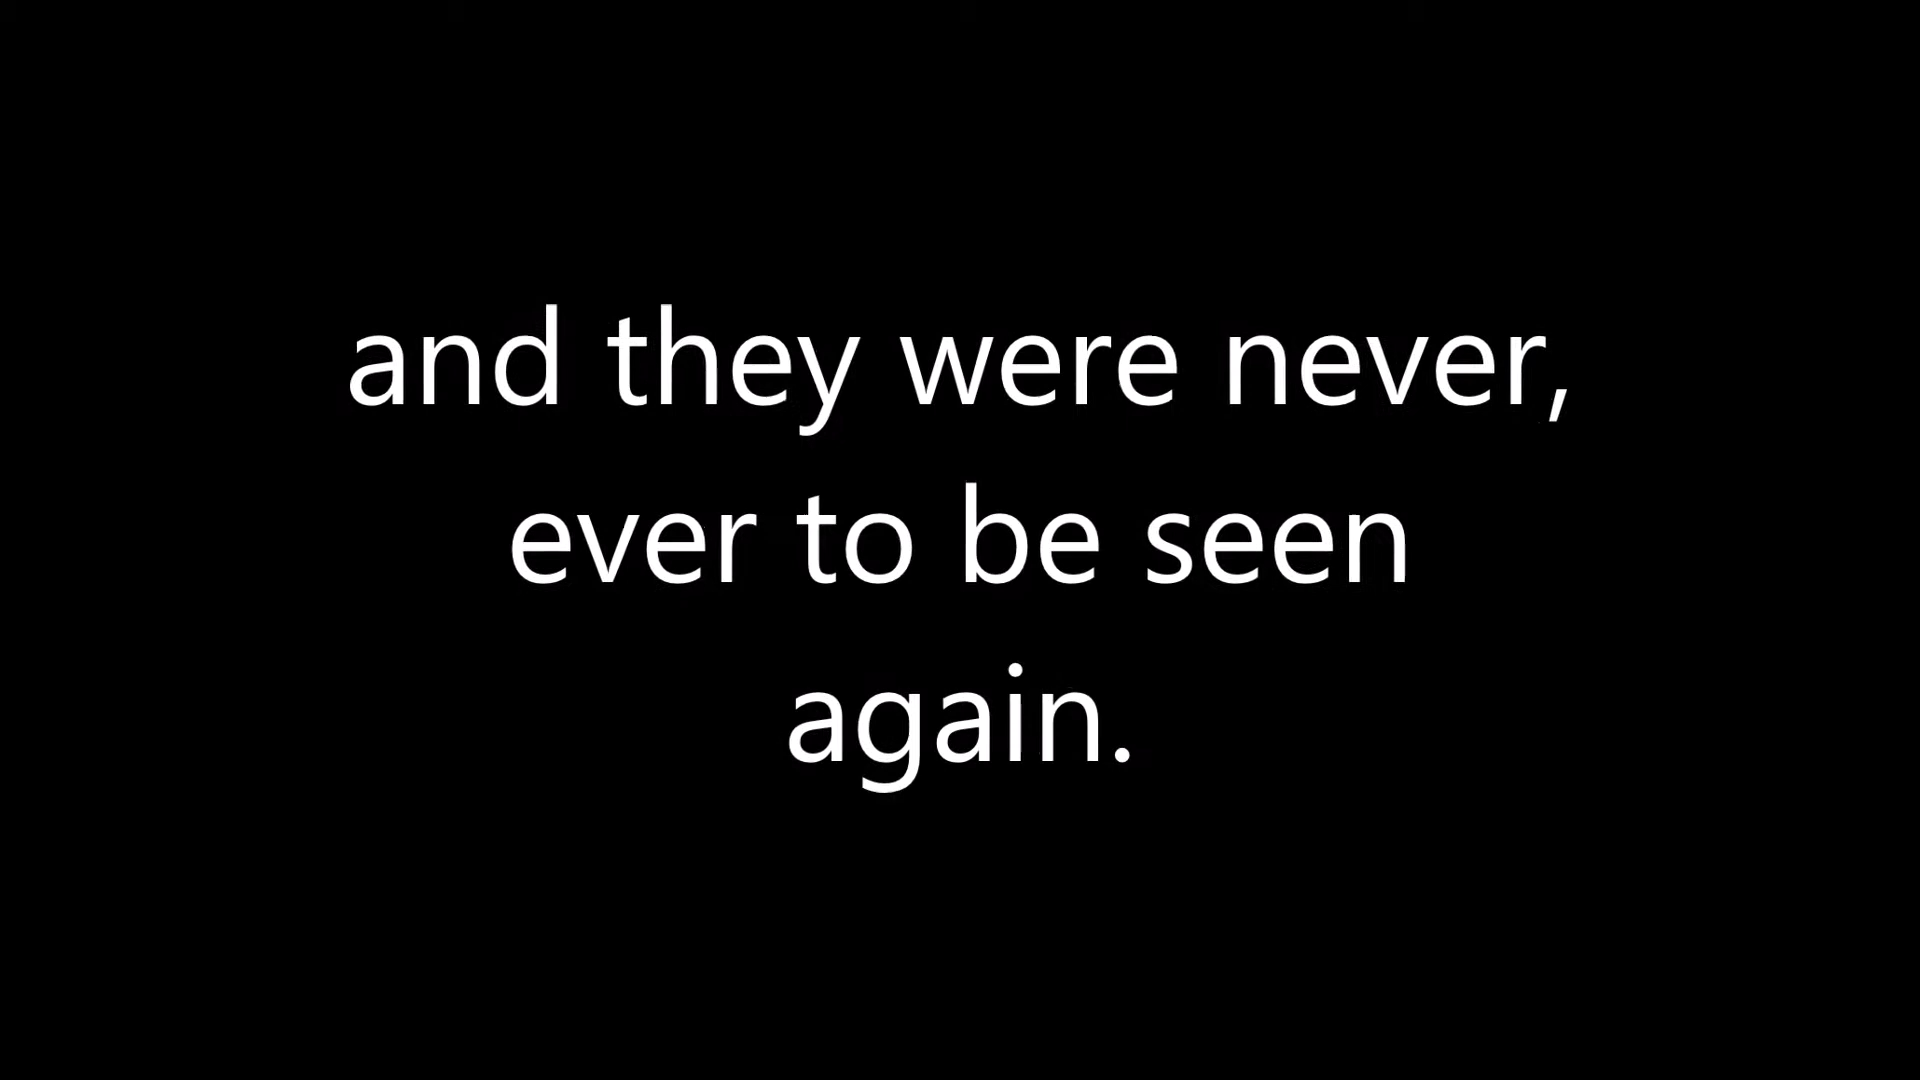 and they were never,
ever to be seen
again.